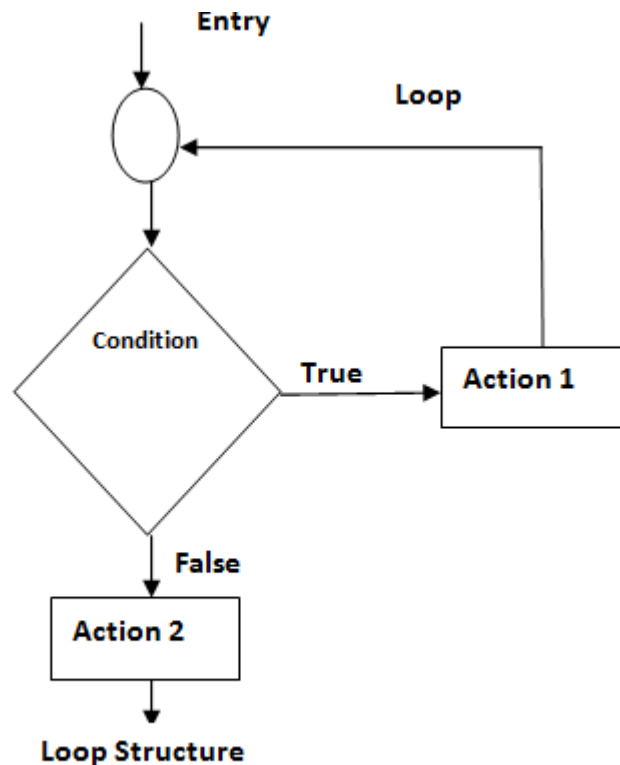 Entry
Loop
Condition
True
Action 1
False
Action 2
Loop Structure